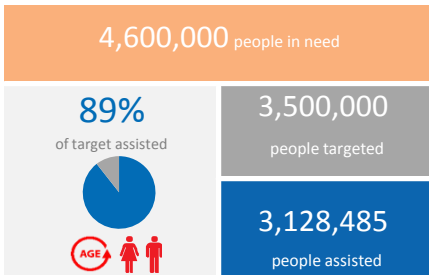 4,600,000 people in need
89%
of target assisted
AGE
3,500,000
people targeted
3,128,485
people assisted